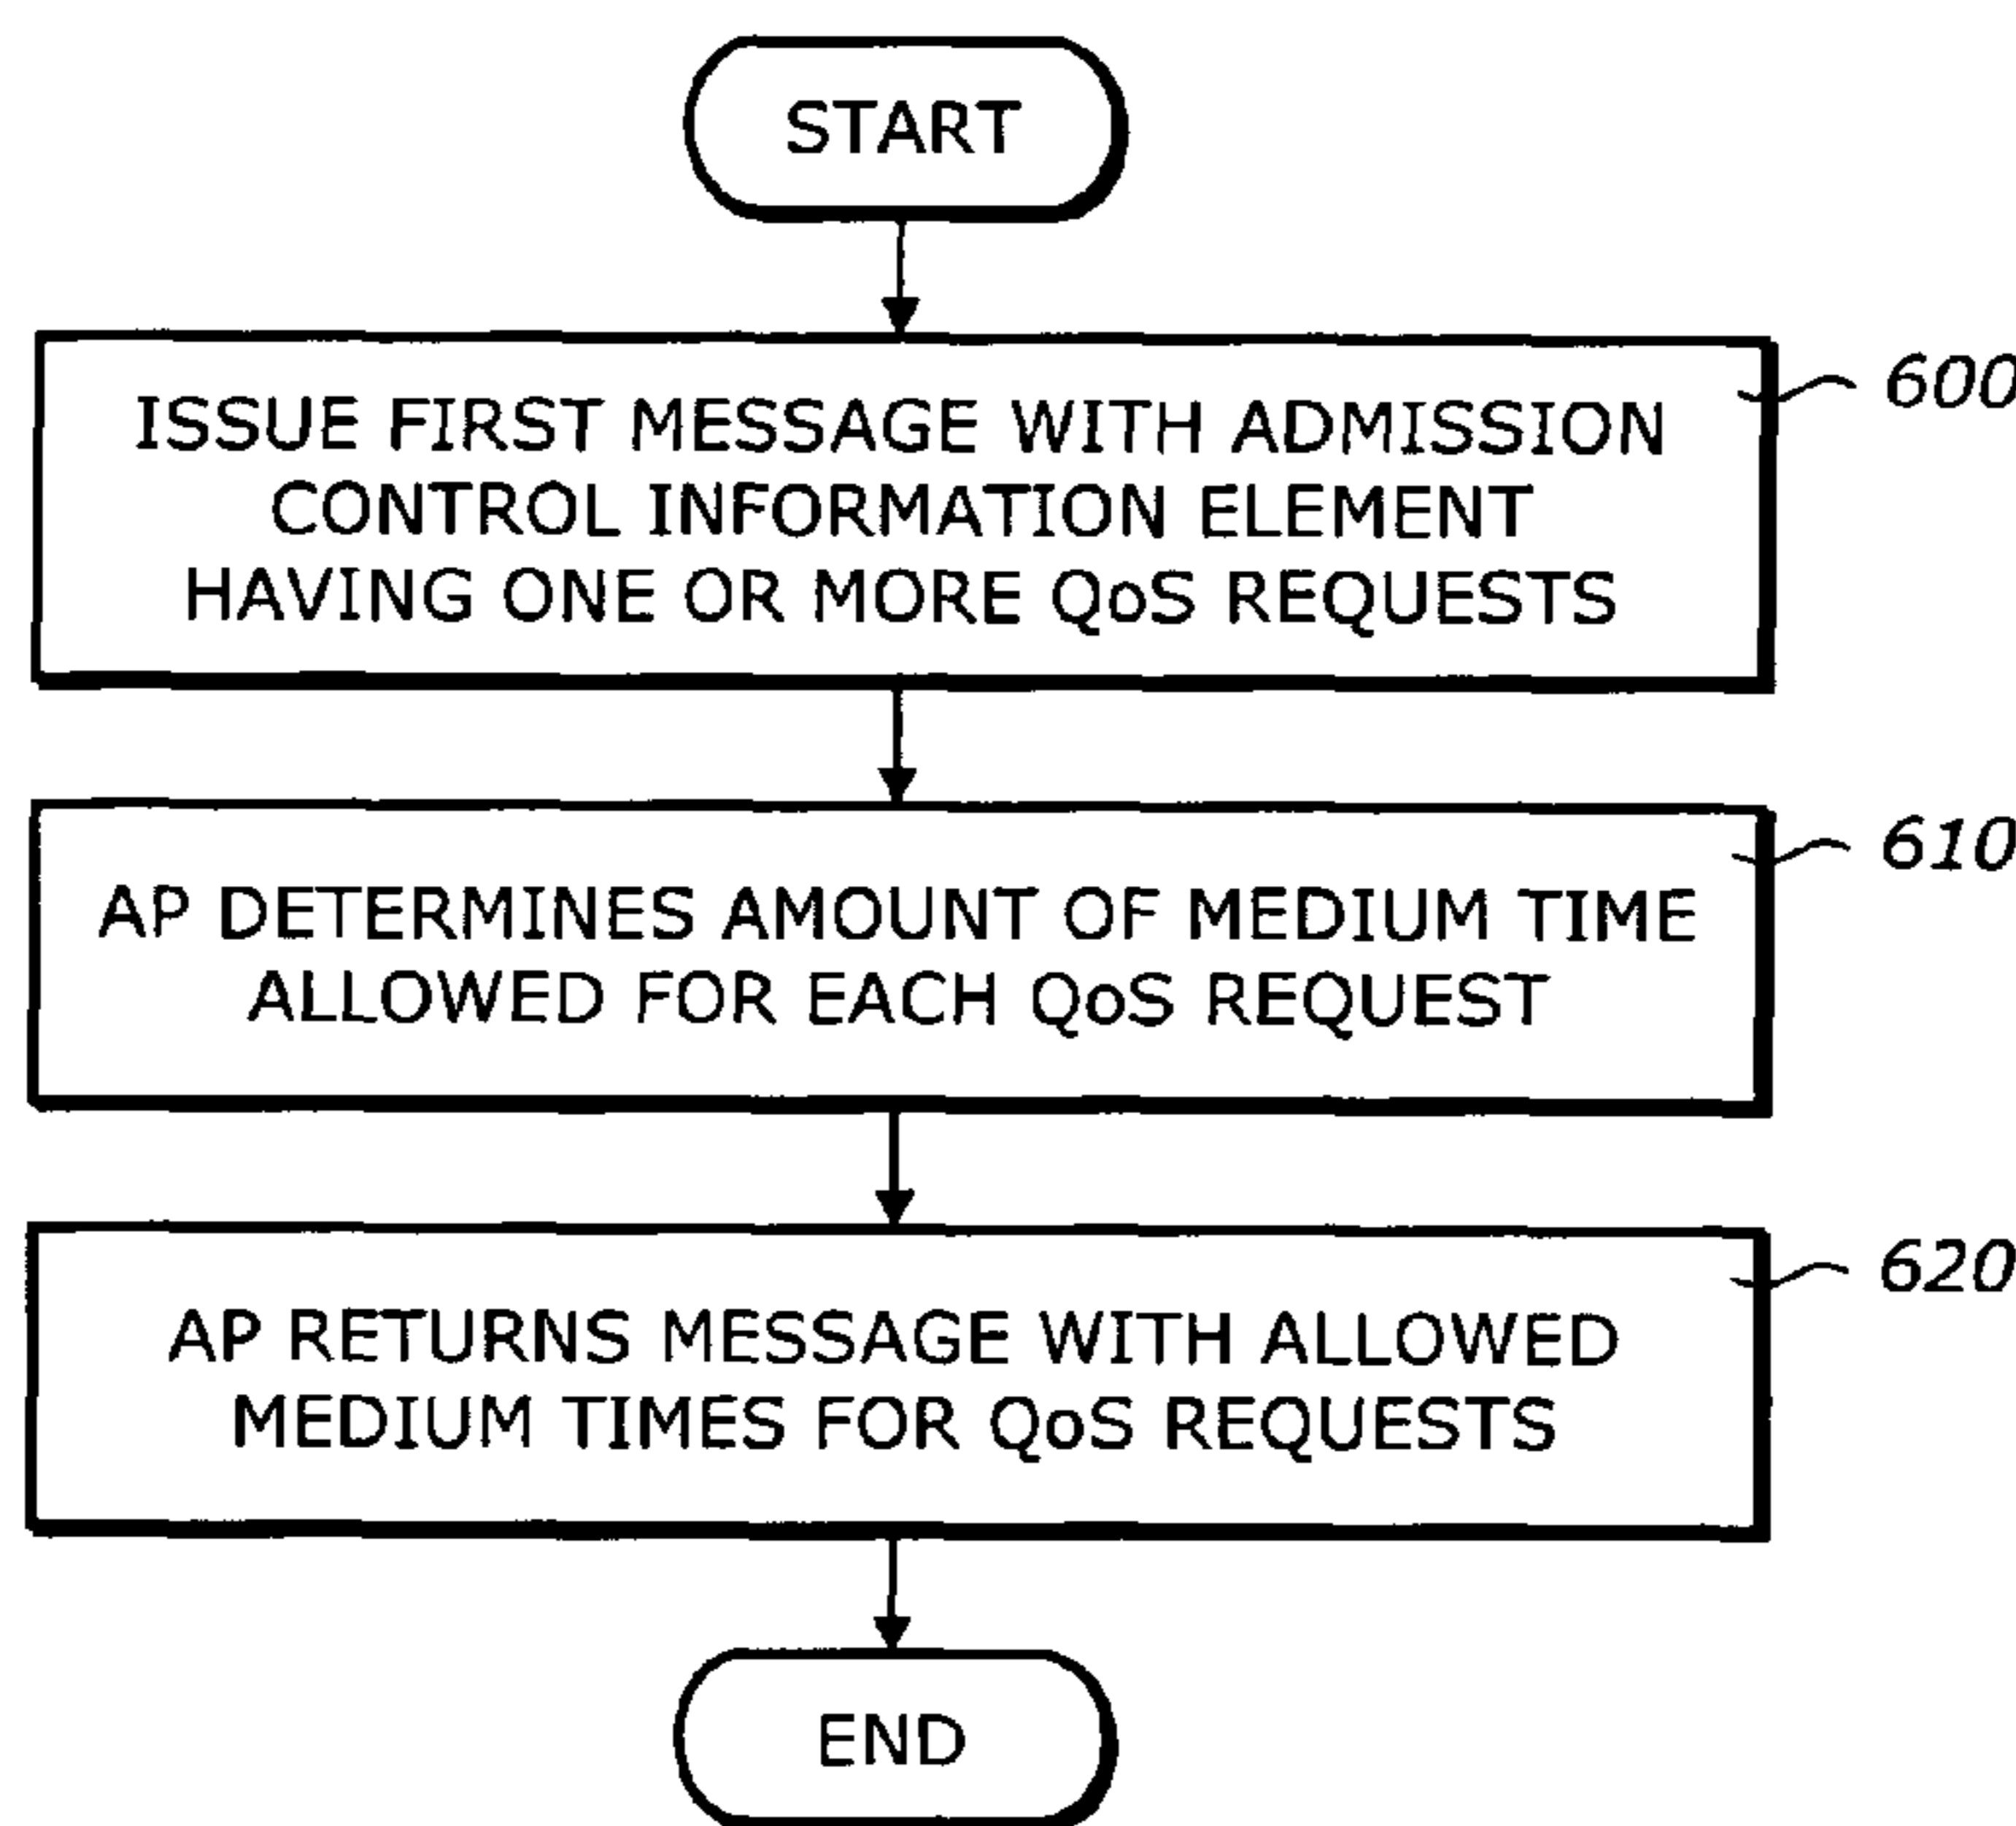 START
ISSUE FIRST MESSAGE WITH ADMISSION
CONTROL INFORMATION ELEMENT
HAVING ONE OR MORE QoS REQUESTS
600
AP DETERMINES AMOUNT OF MEDIUM TIME
ALLOWED FOR EACH QoS REQUEST
610
AP RETURNS MESSAGE WITH ALLOWED
MEDIUM TIMES FOR QoS REQUESTS
620
END